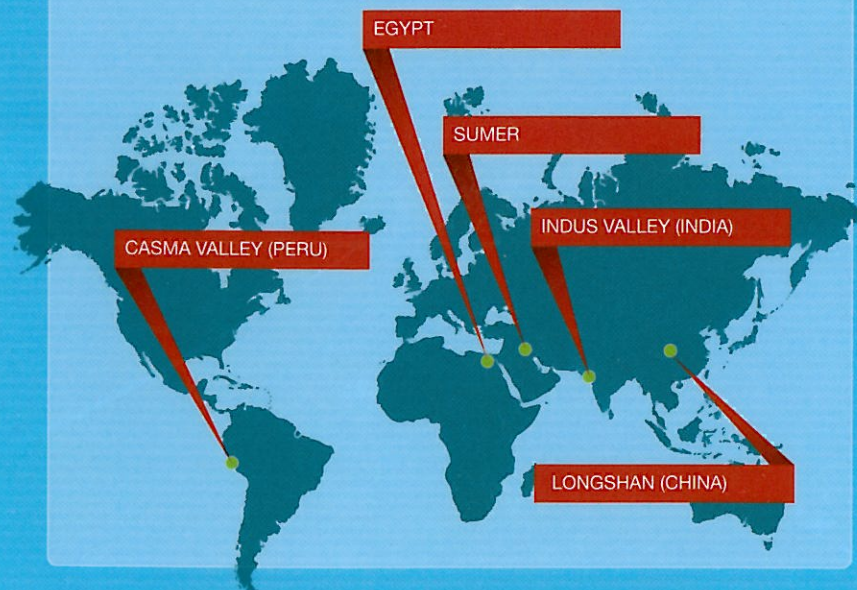 EGYPT
SUMER
INDUS VALLEY (INDIA)
CASMA VALLEY (PERU)
LONGSHAN (CHINA)